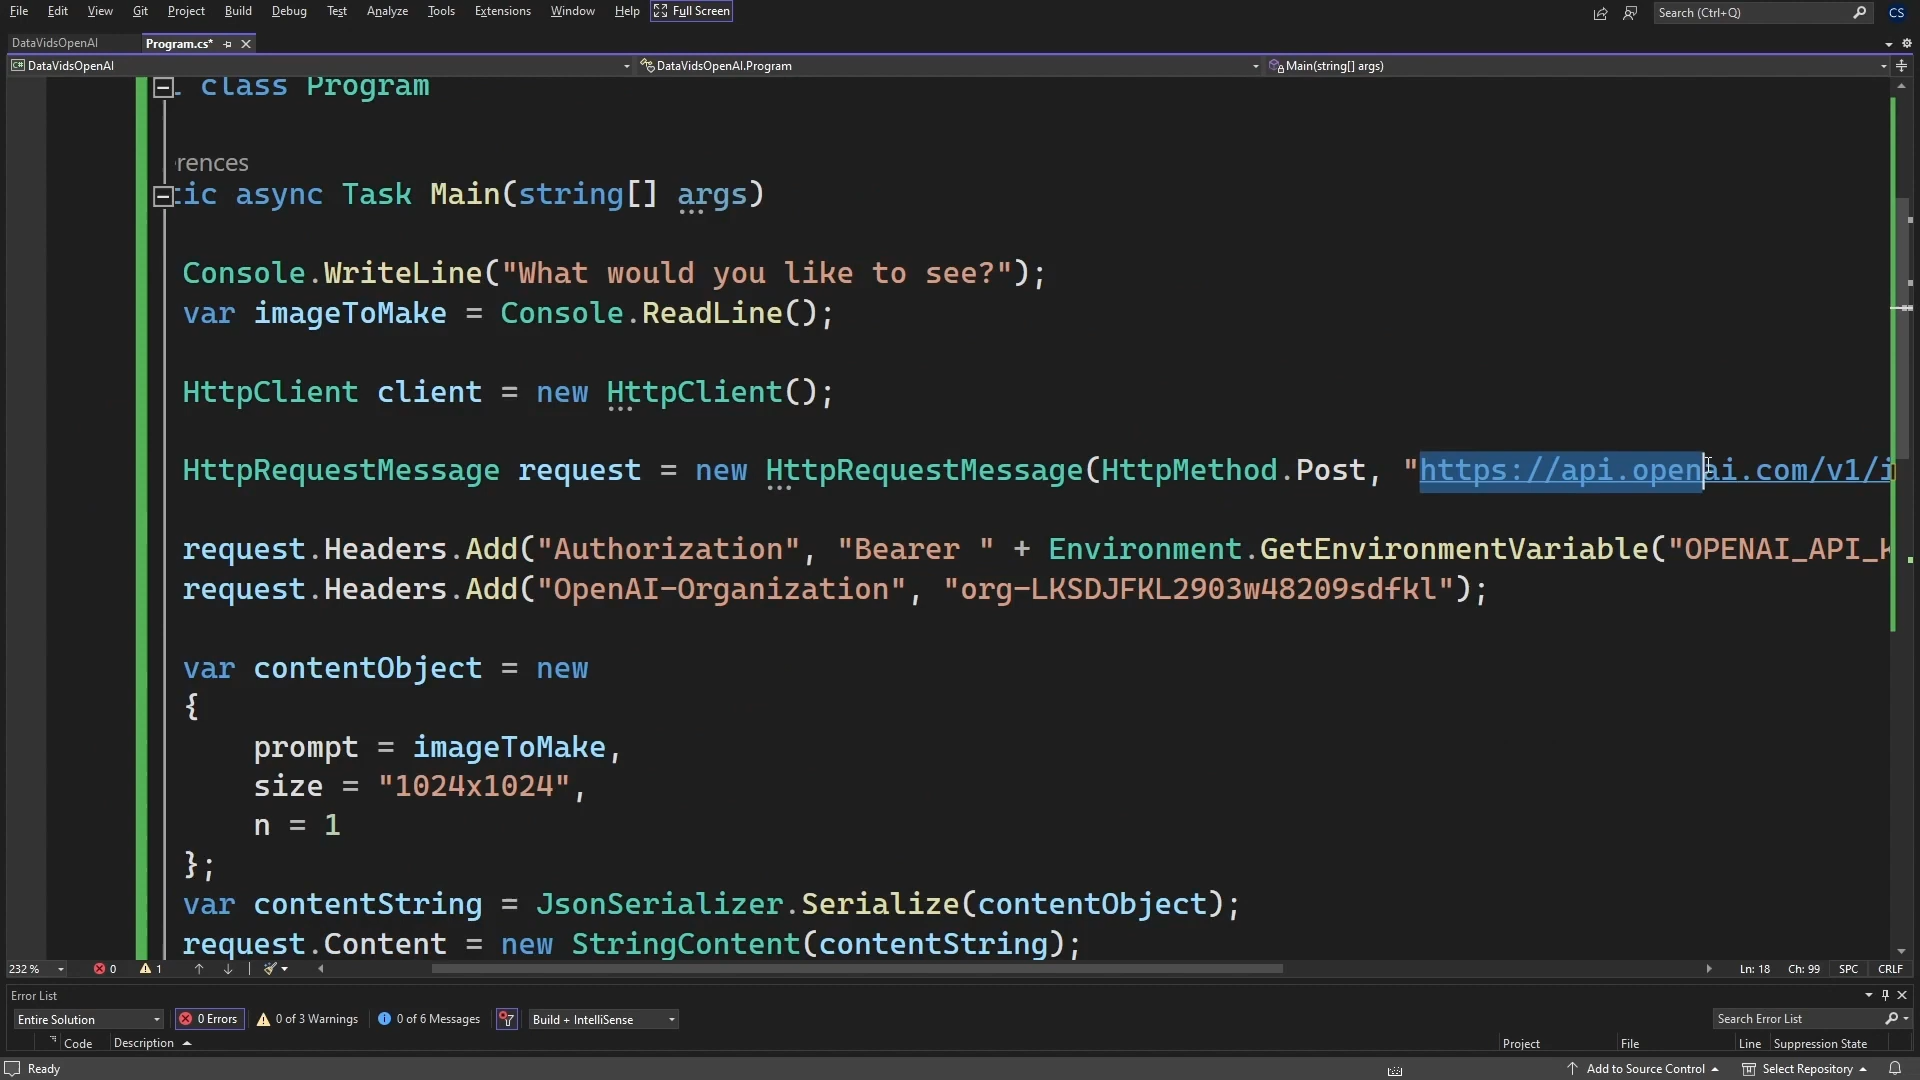 File Edit View Git Project Build Debug Test Analyze Tools Extensions Window Help Full Screen Search (Ctrl+Q) CS
DataVidsOpenAI Program.cs*
C# DataVidsOpenAI DataVidsOpenAI.Program Main(string[] args)
class Program
rences
tic async Task Main(string[] args)
Console.WriteLine("What would you like to see?");
var imageToMake = Console.ReadLine();
HttpClient client = new HttpClient();
HttpRequestMessage request = new HttpRequestMessage(HttpMethod.Post, "https://api.openai.com/v1/i
request.Headers.Add("Authorization", "Bearer " + Environment.GetEnvironmentVariable("OPENAI_API_K
request.Headers.Add("OpenAI-Organization", "org-LKSDJFKL2903w48209sdfkl");
var contentObject = new
{
prompt = imageToMake,
size = "1024x1024",
n = 1
};
var contentString = JsonSerializer.Serialize(contentObject);
request.Content = new StringContent(contentString);
232 % 0 1 Ln: 18 Ch: 99 SPC CRLF
Error List
Entire Solution 0 Errors 0 of 3 Warnings 0 of 6 Messages Build + IntelliSense Search Error List
Code Description Project File Line Suppression State
Ready Add to Source Control Select Repository